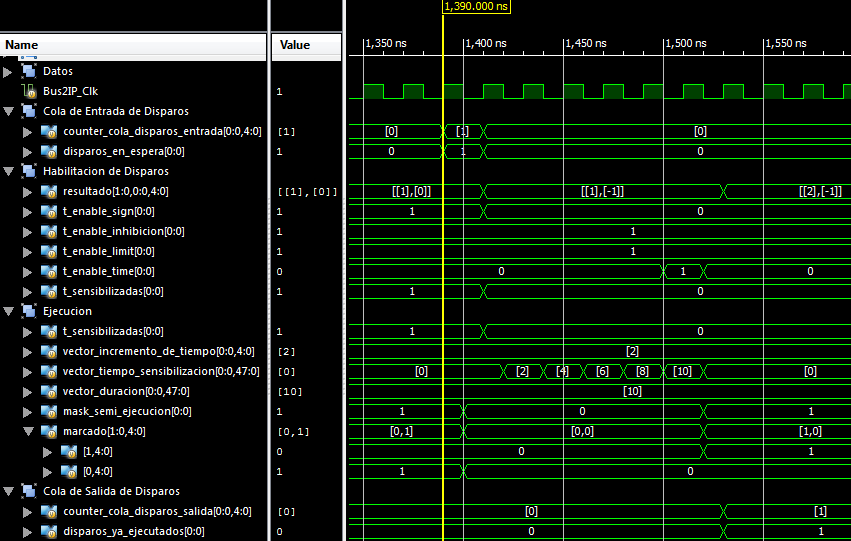 1,390.000 ns
Name Value 1,350 ns 1,400 ns 1,450 ns 1,500 ns 1,550 ns
Datos
Bus2IP_Clk 1
Cola de Entrada de Disparos
counter_cola_disparos_entrada[0:0,4:0] [1] [0] [1] [0]
disparos_en_espera[0:0] 1 0 1 0
Habilitacion de Disparos
resultado[1:0,0:0,4:0] [[1],[0]] [[1],[0]] [[1],[-1]] [[2],[-1]]
t_enable_sign[0:0] 1 1 0
t_enable_inhibicion[0:0] 1 1
t_enable_limit[0:0] 1 1
t_enable_time[0:0] 0 0 1 0
t_sensibilizadas[0:0] 1 1 0
Ejecucion
t_sensibilizadas[0:0] 1 1 0
vector_incremento_de_tiempo[0:0,4:0] [2] [2]
vector_tiempo_sensibilizacion[0:0,47:0] [0] [0] [2] [4] [6] [8] [10] [0]
vector_duracion[0:0,47:0] [10] [10]
mask_semi_ejecucion[0:0] 1 1 0 1
marcado[1:0,4:0] [0,1] [0,1] [0,0] [1,0]
[1,4:0] 0 0 1
[0,4:0] 1 1 0
Cola de Salida de Disparos
counter_cola_disparos_salida[0:0,4:0] [0] [0] [1]
disparos_ya_ejecutados[0:0] 0 0 1